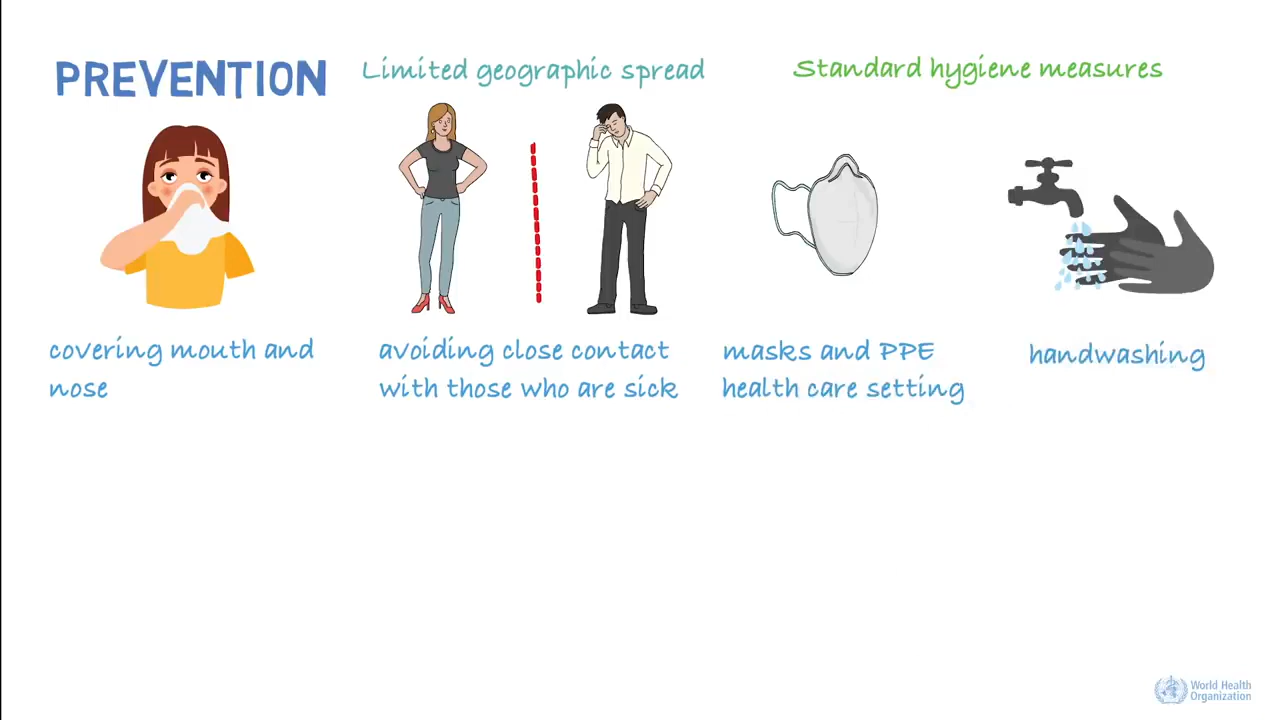 PREVENTION
Limited geographic spread
Standard hygiene measures
covering mouth and
nose
avoiding close contact
with those who are sick
masks and PPE
health care setting
handwashing
World Health
Organization